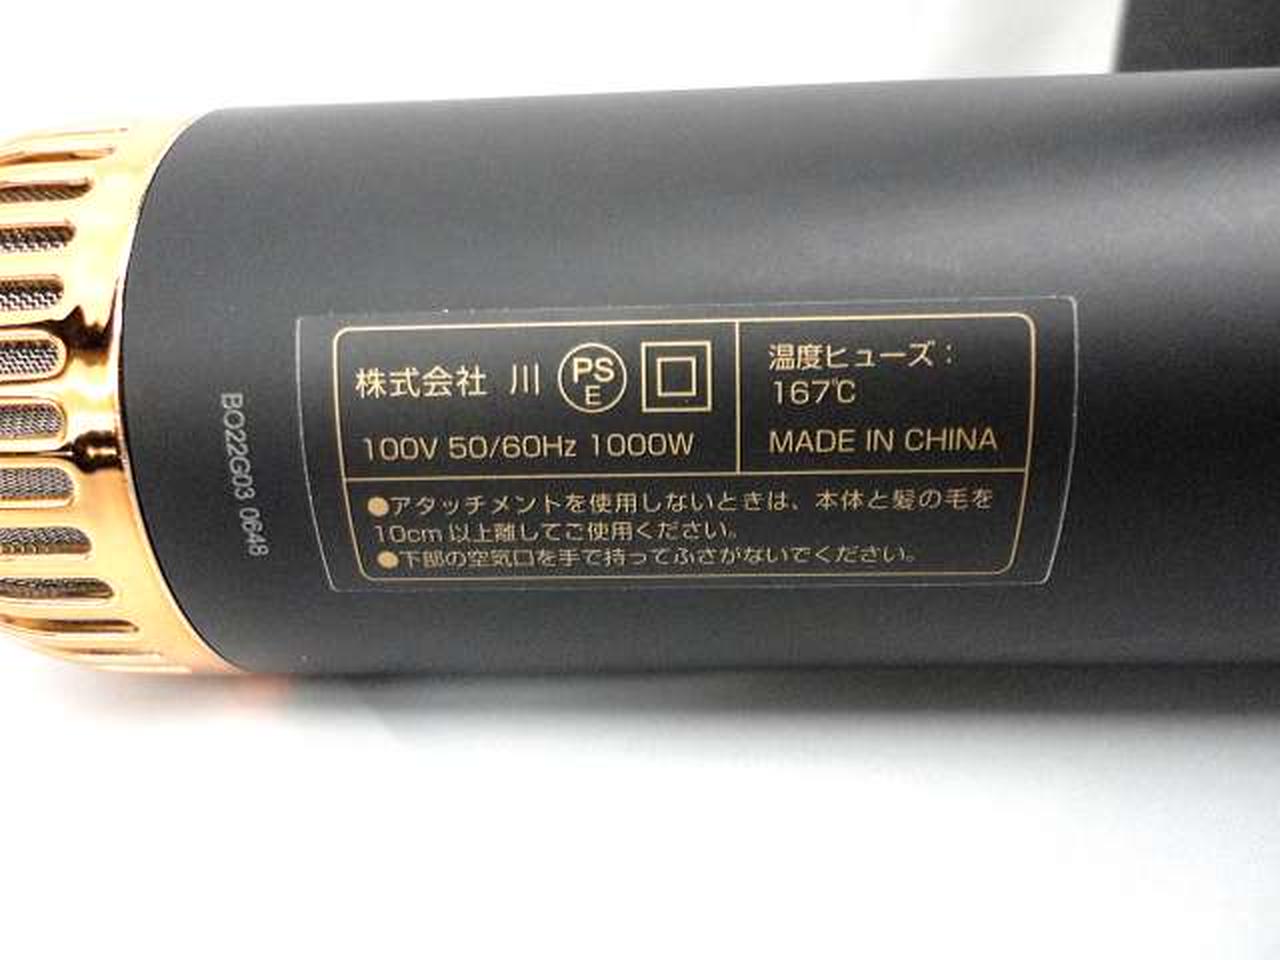 株式会社 川 PS E
100V 50/60Hz 1000W
温度ヒューズ：
167℃
MADE IN CHINA
●アタッチメントを使用しないときは、本体と髪の毛を
10cm 以上離してご使用ください。
●下部の空気口を手で持ってふさがないでください。
BO22G03 0648